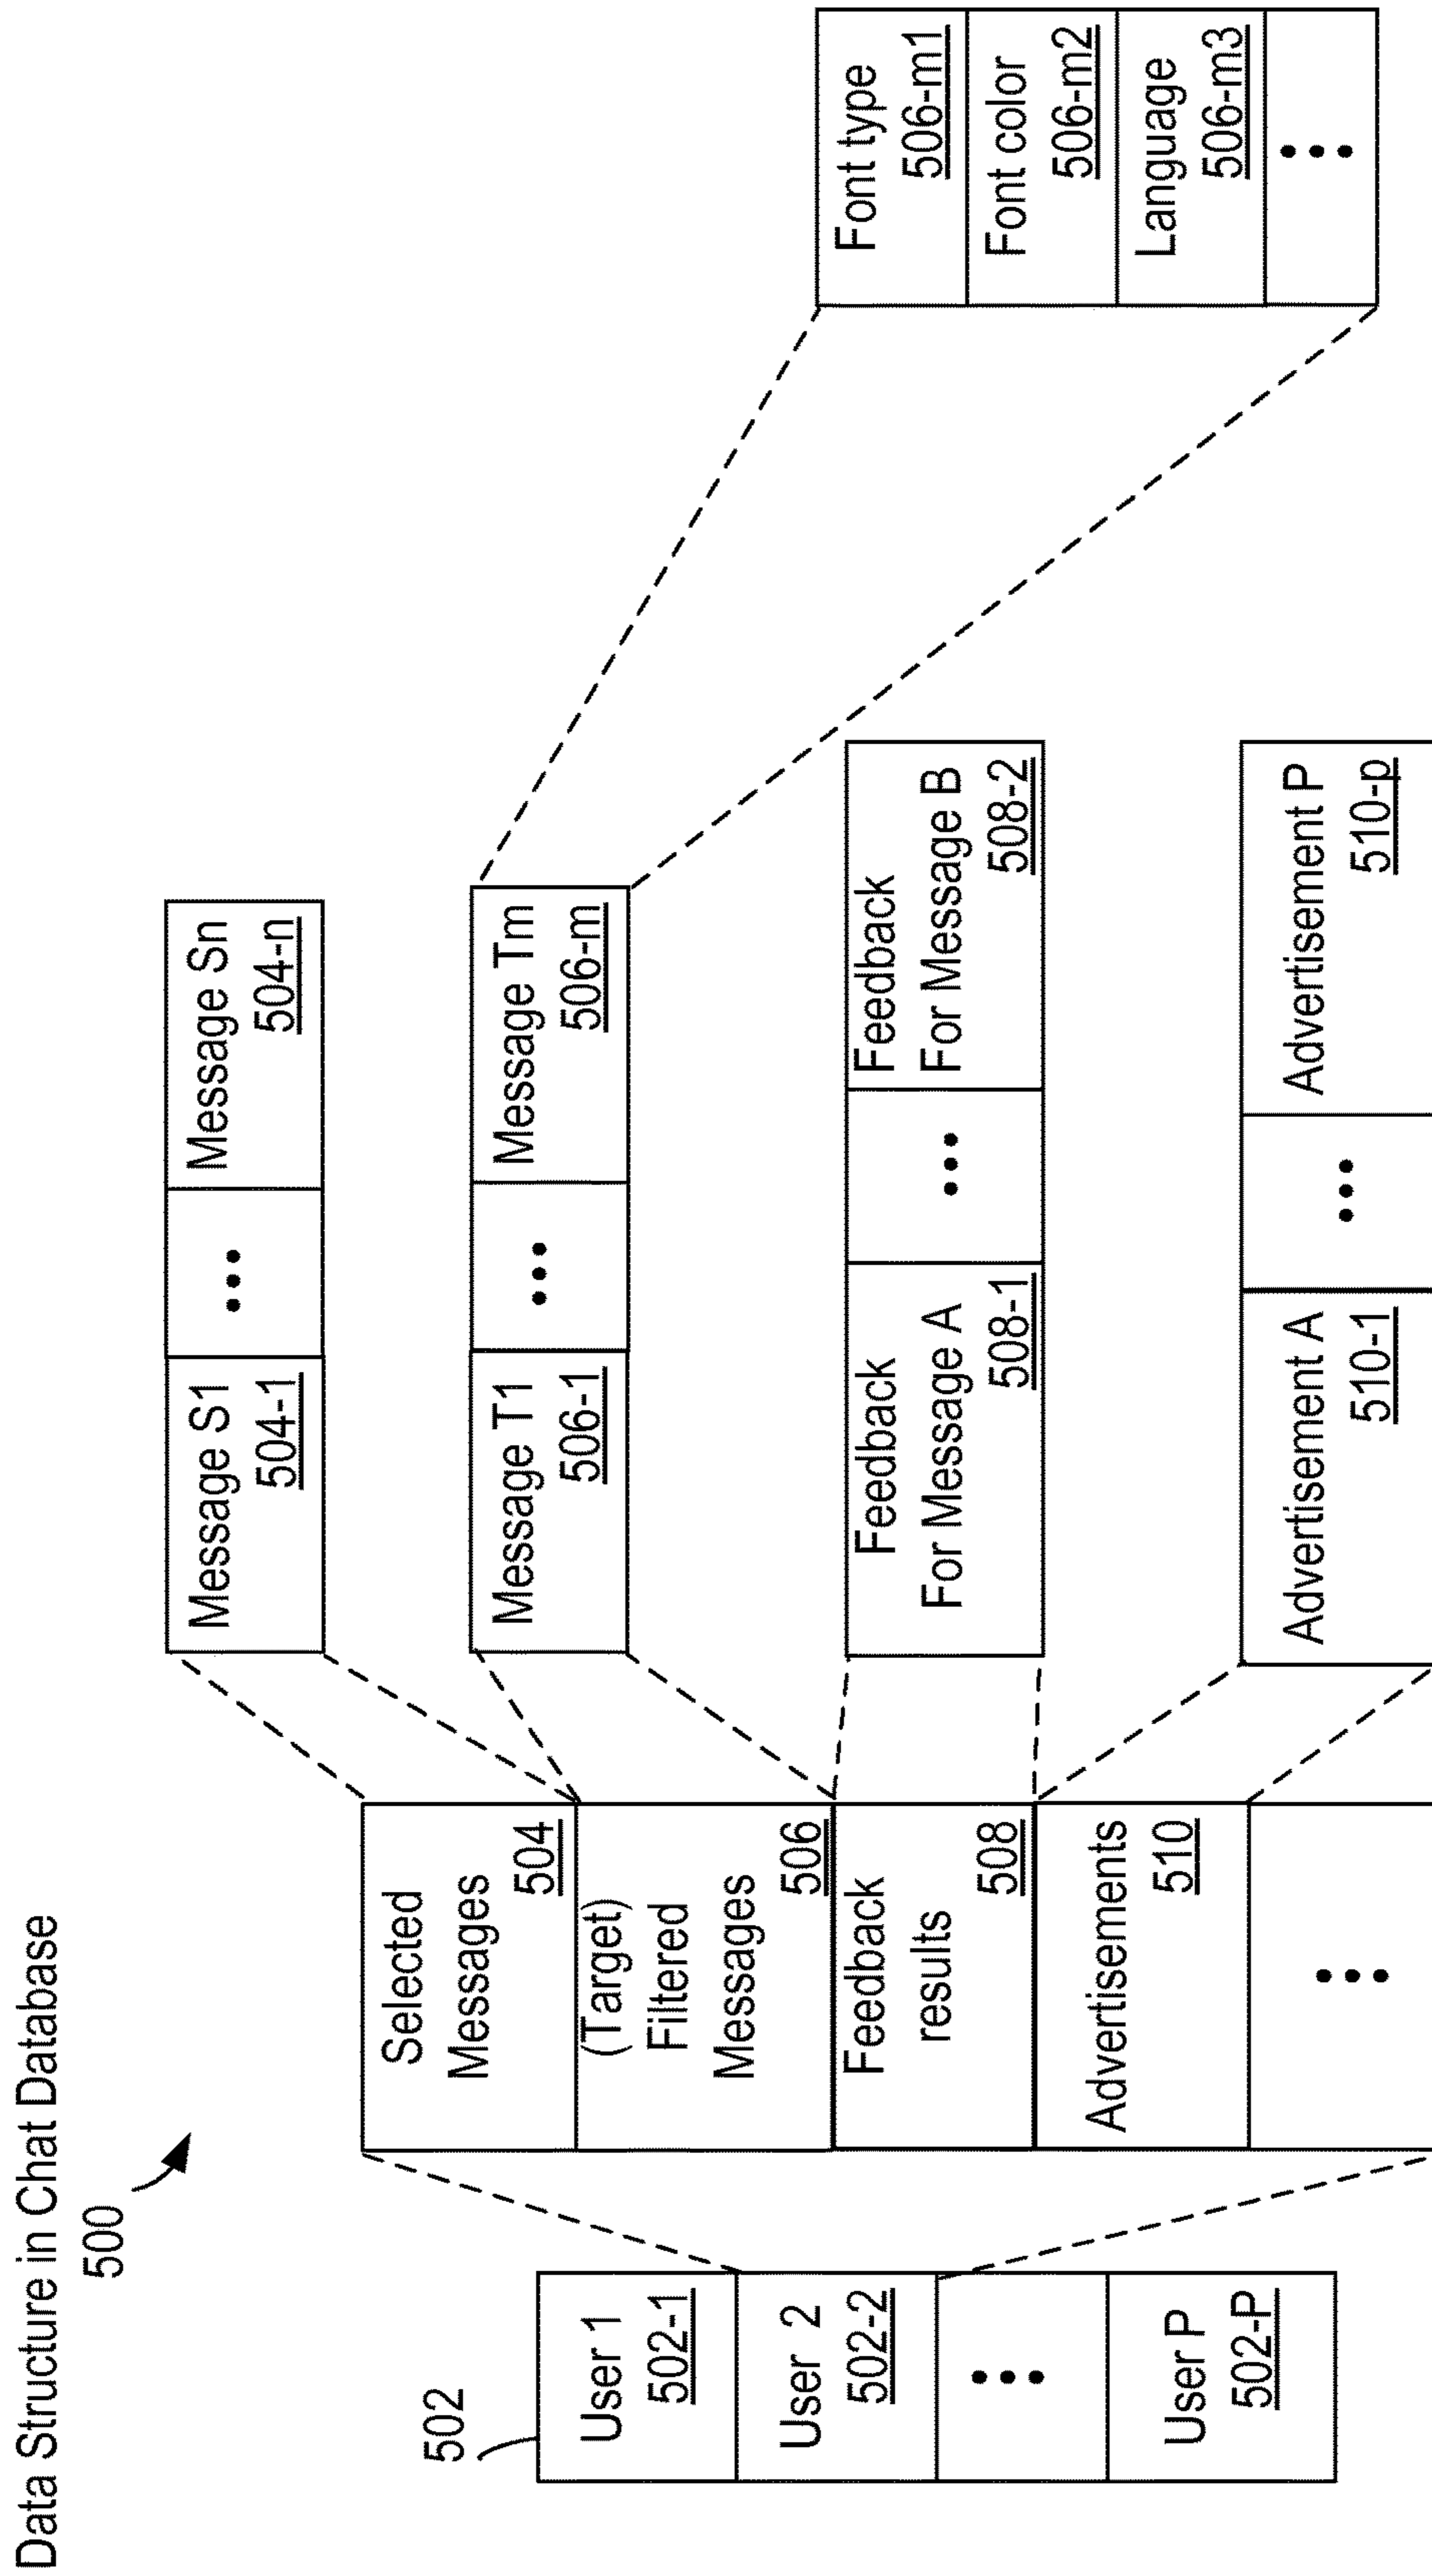 Data Structure in Chat Database
500
502
User 1
502-1
User 2
502-2
User P
502-P
Selected
Messages
504
(Target)
Filtered
Messages
506
Feedback
results
508
Advertisements
510
Message S1
504-1
Message Sn
504-n
Message T1
506-1
Message Tm
506-m
Feedback
For Message A
508-1
Feedback
For Message B
508-2
Advertisement A
510-1
Advertisement P
510-p
Font type
506-m1
Font color
506-m2
Language
506-m3